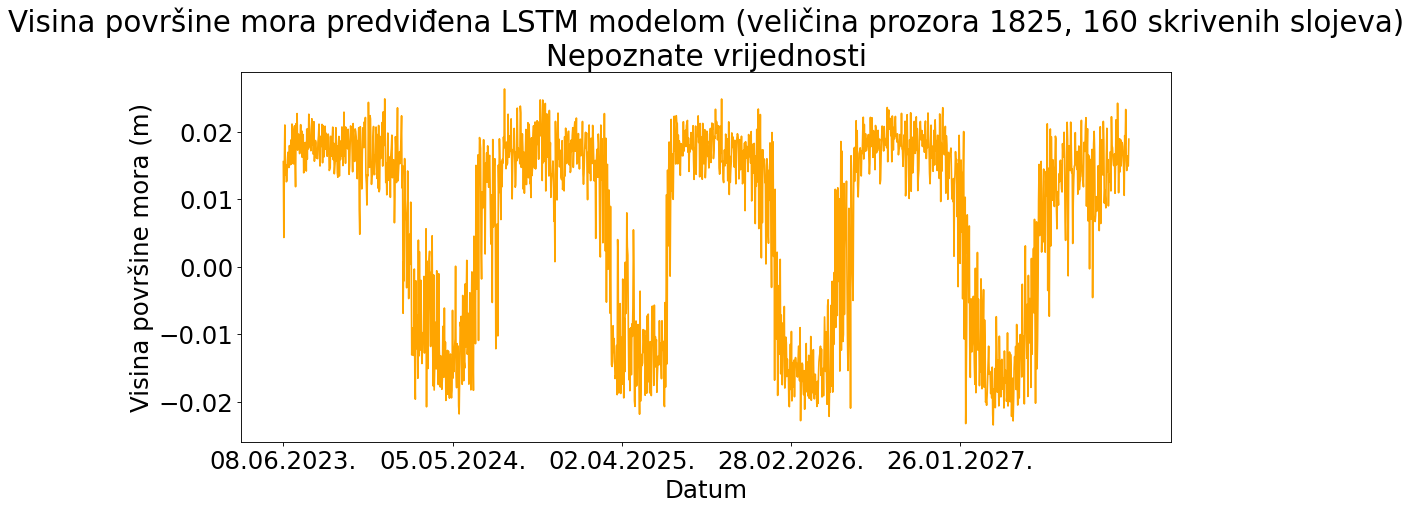 Visina površine mora predviđena LSTM modelom (veličina prozora 1825, 160 skrivenih slojeva)
Nepoznate vrijednosti
Visina površine mora (m)
0.02
0.01
0.00
−0.01
−0.02
08.06.2023. 05.05.2024. 02.04.2025. 28.02.2026. 26.01.2027.
Datum